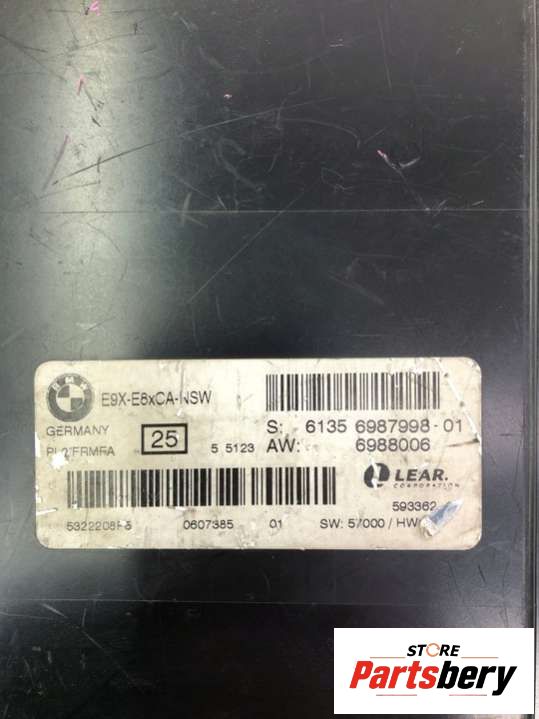 BMW
E9X-E8xCA-NSW
GERMANY
25
5 5123
S: 6135 6987998-01
AW: 6988006
LEAR.
CORPORATION
593362
0607385 01 SW: 57000 / HW
STORE
Partsbery